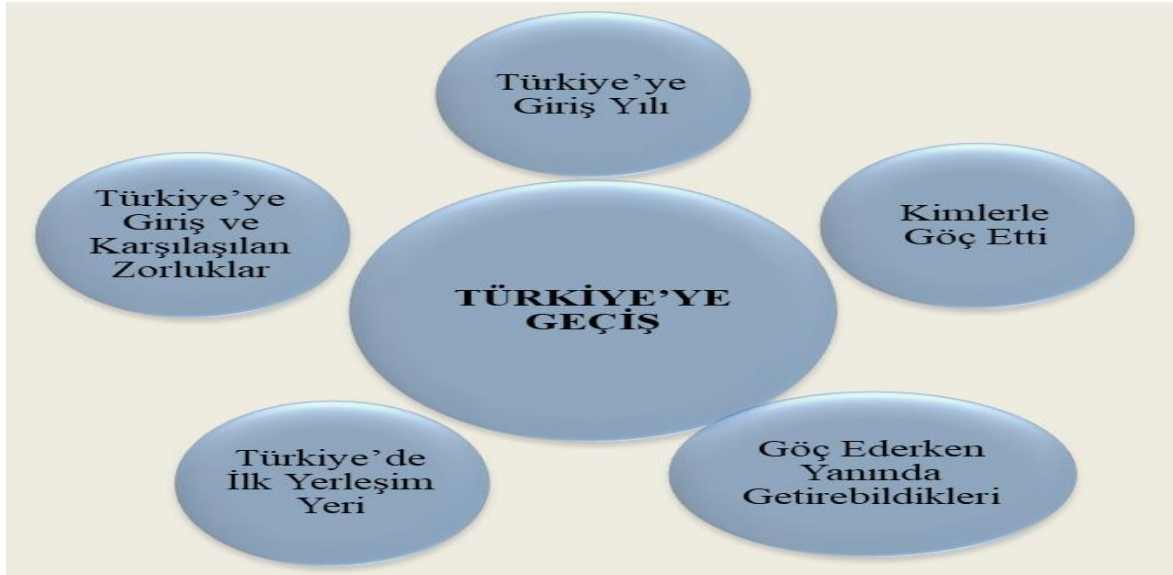 Türkiye’ye
Giriş Yılı
Türkiye’ye
Giriş ve
Karşılaşılan
Zorluklar
Kimlerle
Göç Etti
TÜRKİYE’YE
GEÇİŞ
Türkiye’de
İlk Yerleşim
Yeri
Göç Ederken
Yanında
Getirebildikleri